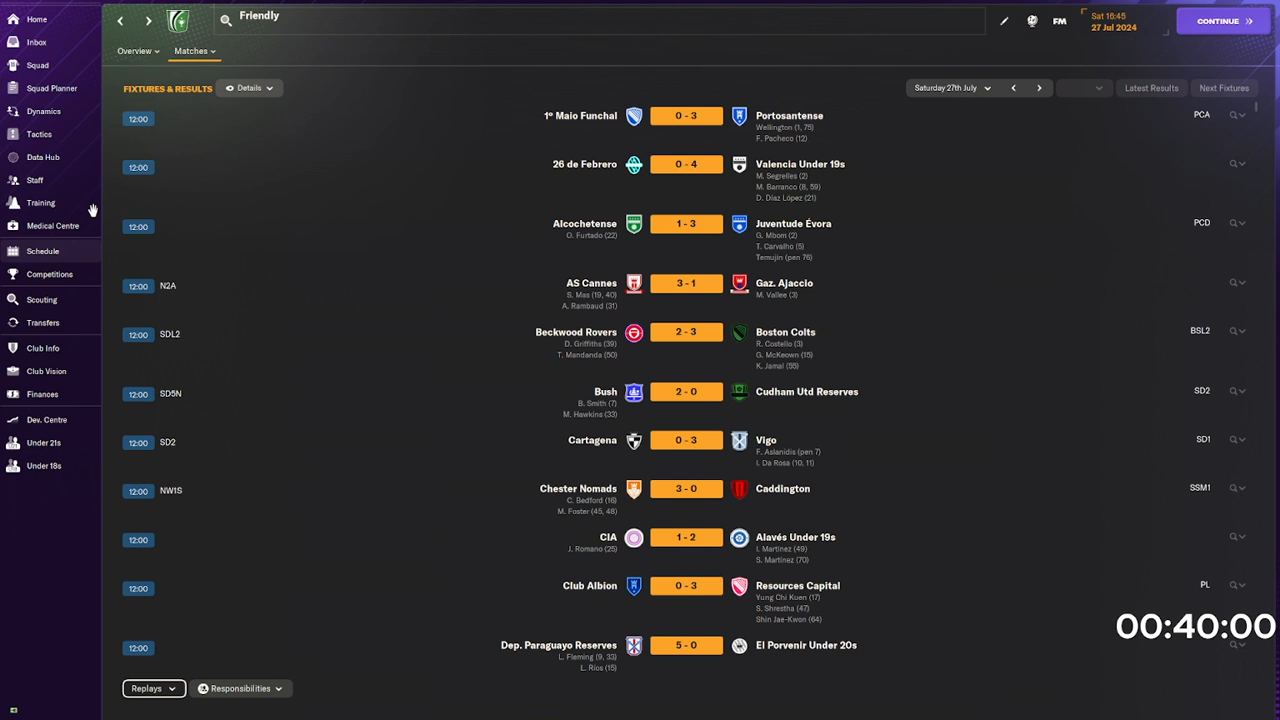 Home
Inbox
Squad
Squad Planner
Dynamics
Tactics
Data Hub
Staff
Training
Medical Centre
Schedule
Competitions
Scouting
Transfers
Club Info
Club Vision
Finances
Dev. Centre
Under 21s
Under 18s
Friendly
FM
Sat 16:45
27 Jul 2024
CONTINUE
Overview
Matches
FIXTURES & RESULTS
Details
Saturday 27th July
Latest Results
Next Fixtures
12:00 1º Maio Funchal 0 - 3 Portosantense PCA
Wellington (1, 75)
F. Pacheco (12)
12:00 26 de Febrero 0 - 4 Valencia Under 19s
M. Segrelles (2)
M. Barranco (8, 59)
D. Díaz López (21)
12:00 Alcochetense 1 - 3 Juventude Évora PCD
O. Furtado (22) G. Mbom (2)
T. Carvalho (5)
Temujin (pen 76)
12:00 N2A AS Cannes 3 - 1 Gaz. Ajaccio
S. Mas (19, 40) M. Vallee (3)
A. Rambaud (31)
12:00 SDL2 Beckwood Rovers 2 - 3 Boston Colts BSL2
D. Griffiths (39) R. Costello (3)
T. Mandanda (50) G. McKeown (15)
K. Jamal (55)
12:00 SD5N Bush 2 - 0 Cudham Utd Reserves SD2
B. Smith (7)
M. Hawkins (33)
12:00 SD2 Cartagena 0 - 3 Vigo SD1
F. Aslanidis (pen 7)
I. Da Rosa (10, 11)
12:00 NW1S Chester Nomads 3 - 0 Caddington SSM1
C. Bedford (16)
M. Foster (45, 48)
12:00 CIA 1 - 2 Alavés Under 19s
J. Romano (25) I. Martínez (49)
S. Martínez (70)
12:00 Club Albion 0 - 3 Resources Capital PL
Yung Chi Kuen (17)
S. Shrestha (47)
Shin Jae-Kwon (64)
00:40:00
12:00 Dep. Paraguayo Reserves 5 - 0 El Porvenir Under 20s
L. Fleming (9, 33)
L. Ríos (15)
Replays
Responsibilities